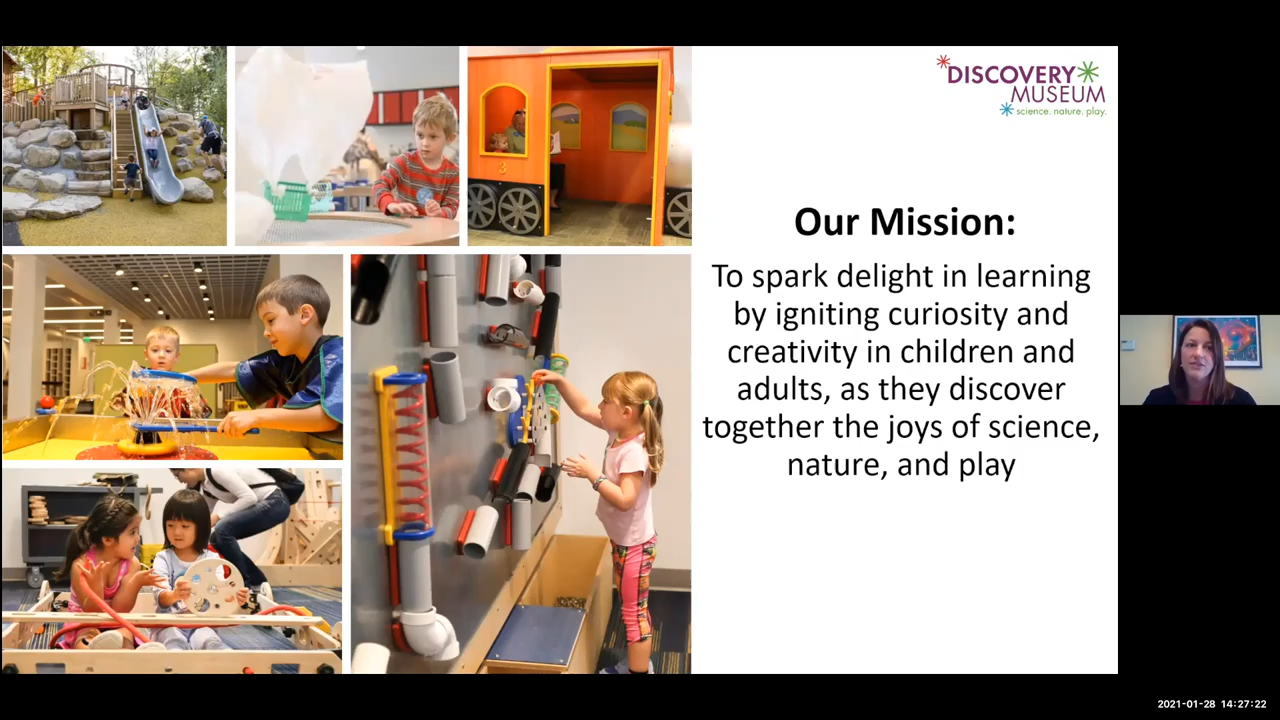 DISCOVERY
MUSEUM
science. nature. play.
Our Mission:
To spark delight in learning
by igniting curiosity and
creativity in children and
adults, as they discover
together the joys of science,
nature, and play
3
2021-01-28 14:27:22